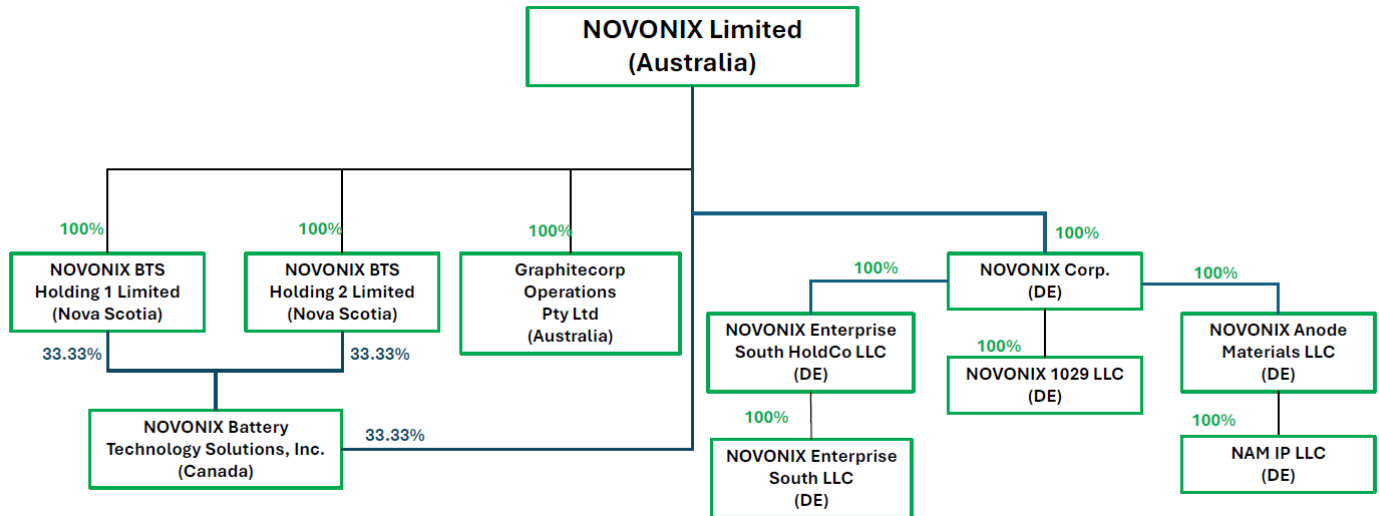 NOVONIX Limited
(Australia)
100%
100%
100%
100%
NOVONIX BTS
Holding 1 Limited
(Nova Scotia)
NOVONIX BTS
Holding 2 Limited
(Nova Scotia)
Graphitecorp
Operations
Pty Ltd
(Australia)
NOVONIX Corp.
(DE)
100%
100%
NOVONIX Enterprise
South HoldCo LLC
(DE)
100%
NOVONIX 1029 LLC
(DE)
NOVONIX Anode
Materials LLC
(DE)
33.33%
33.33%
NOVONIX Battery
Technology Solutions, Inc.
(Canada)
33.33%
100%
NOVONIX Enterprise
South LLC
(DE)
100%
NAM IP LLC
(DE)